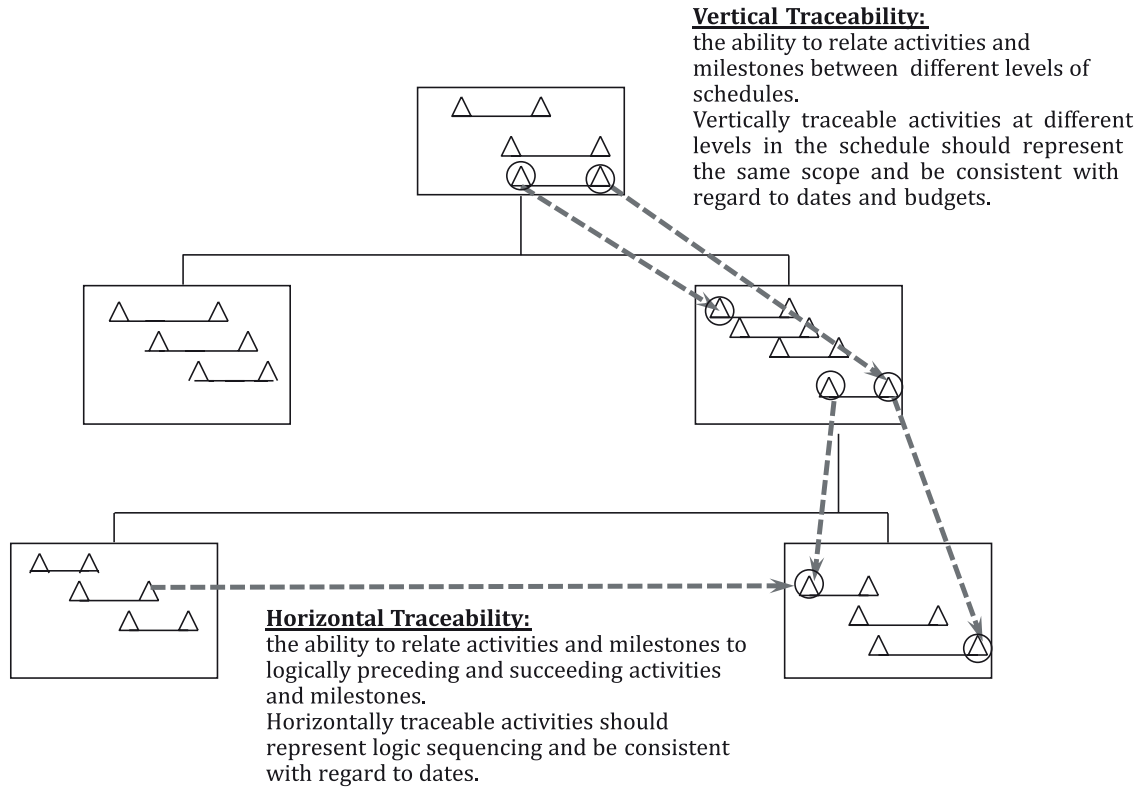 Vertical Traceability:
the ability to relate activities and
milestones between different levels of
schedules.
Vertically traceable activities at different
levels in the schedule should represent
the same scope and be consistent with
regard to dates and budgets.
Horizontal Traceability:
the ability to relate activities and milestones to
logically preceding and succeeding activities
and milestones.
Horizontally traceable activities should
represent logic sequencing and be consistent
with regard to dates.